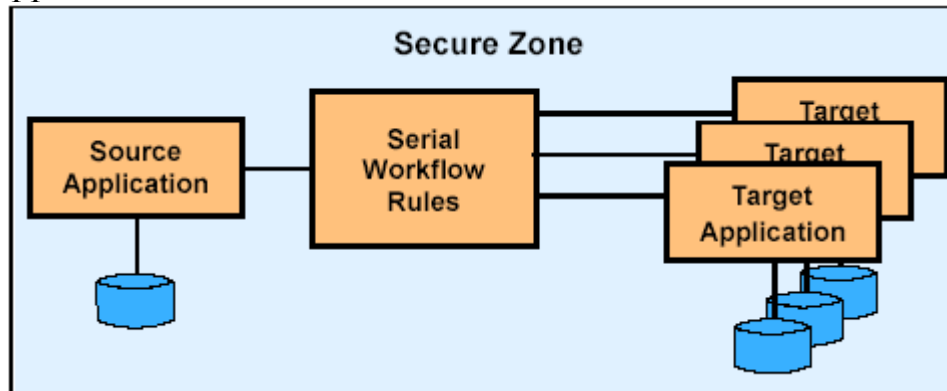 Secure Zone
Source
Application
Serial
Workflow
Rules
Target
Target
Target
Application